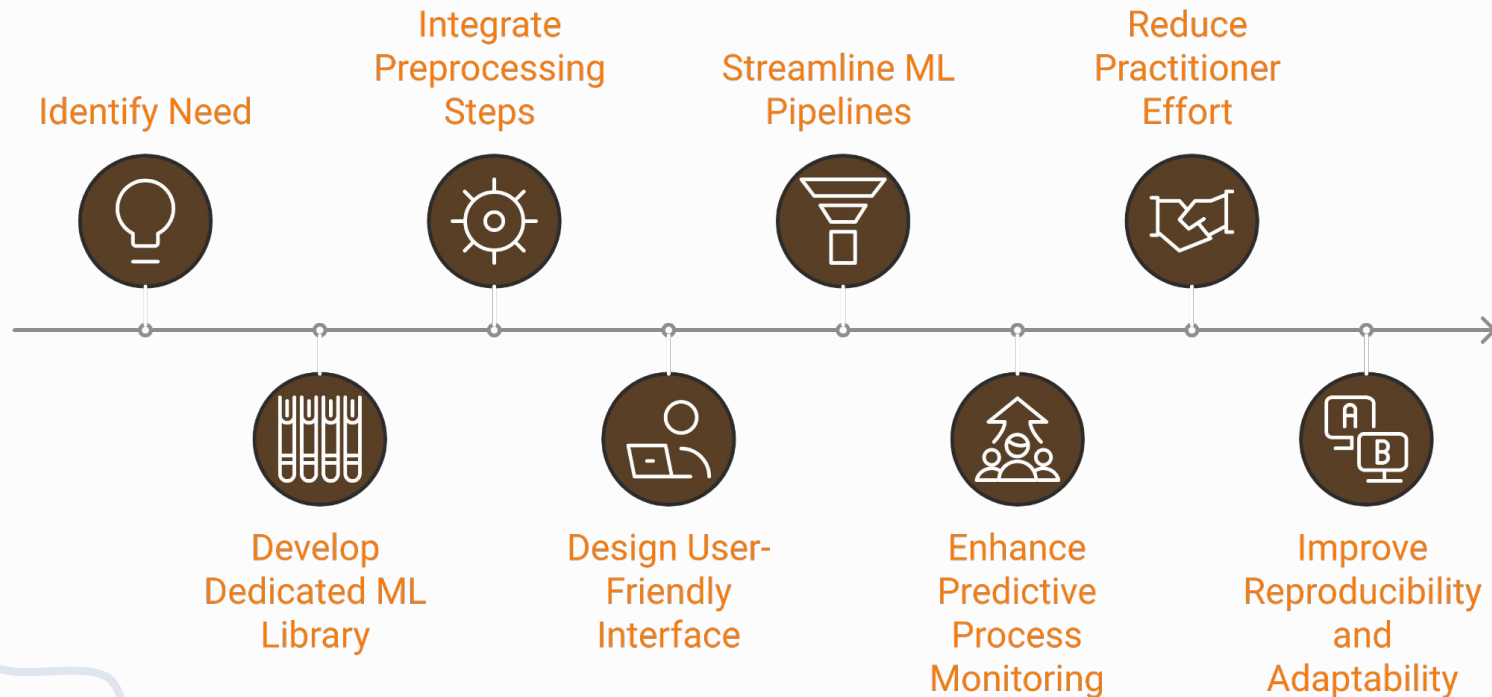 Identify Need
Develop
Dedicated ML
Library
Integrate
Preprocessing
Steps
Design User-
Friendly
Interface
Streamline ML
Pipelines
Enhance
Predictive
Process
Monitoring
Reduce
Practitioner
Effort
A
B
Improve
Reproducibility
and
Adaptability